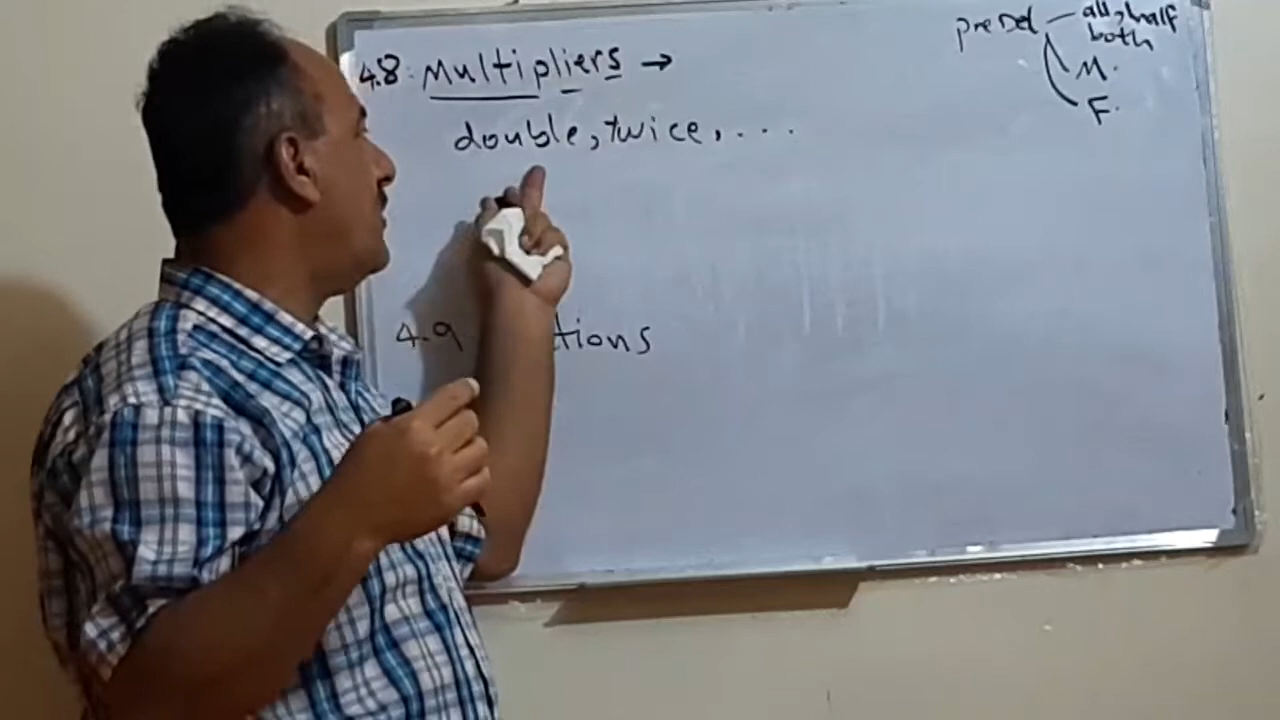 4.8: Multipliers →
double, twice, ....
4.9 tions
preDet
all, half
both
M.
F.